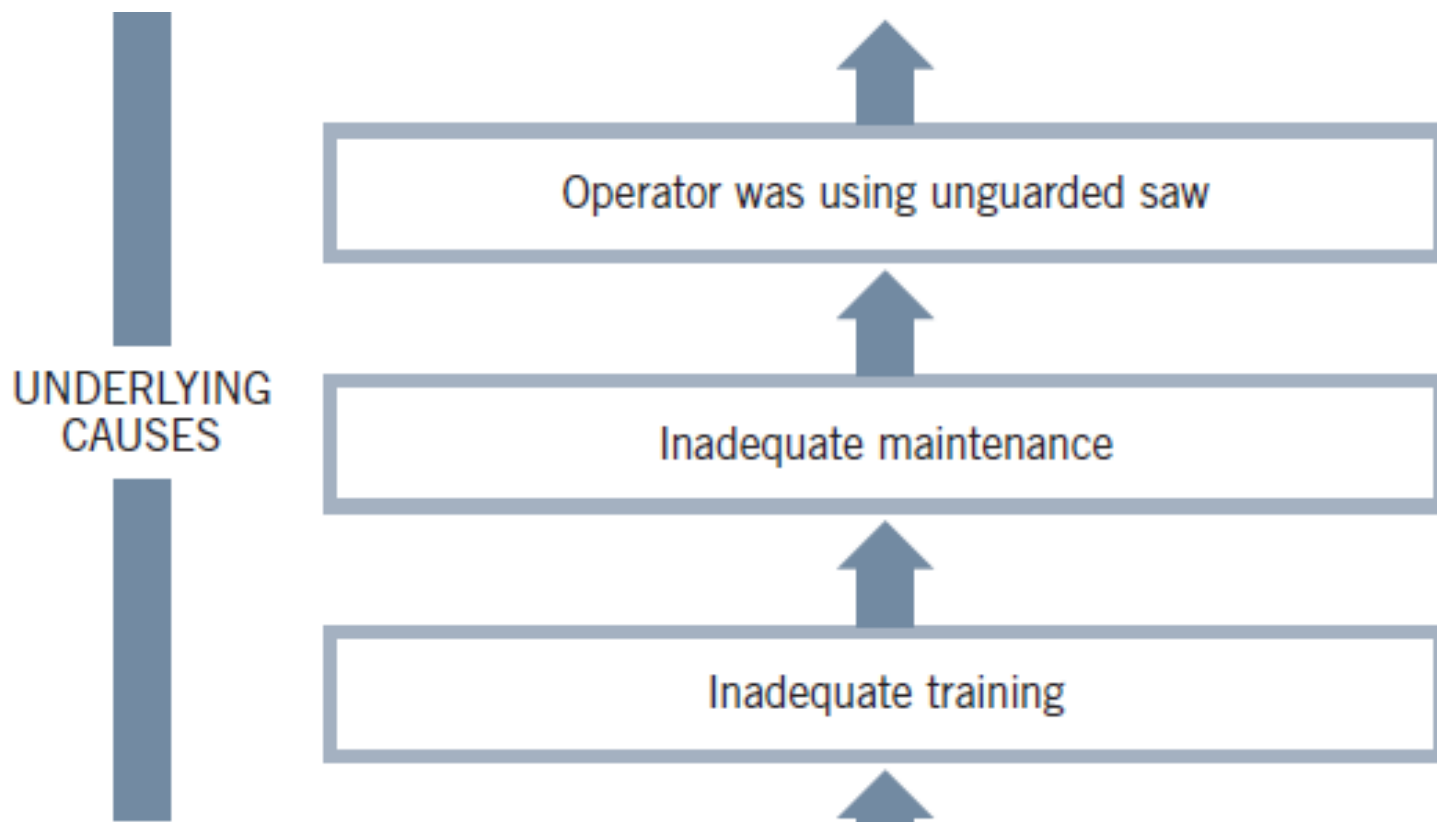 Operator was using unguarded saw
UNDERLYING
CAUSES
Inadequate maintenance
Inadequate training